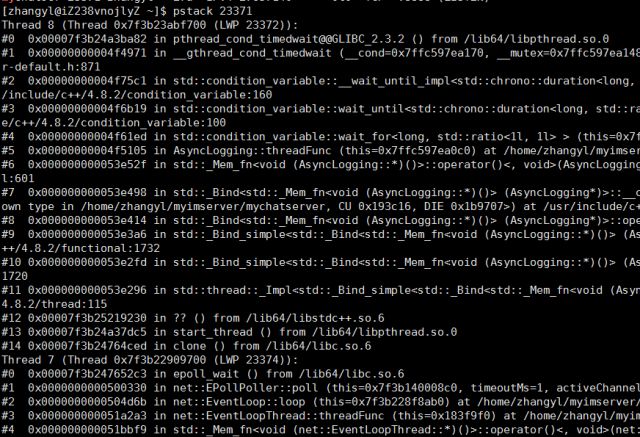 [zhangyl@iZ238vnojlyZ ~]$ pstack 23371
Thread 8 (Thread 0x7f3b23abf700 (LWP 23372)):
#0  0x00007f3b24a3ba82 in pthread_cond_timedwait@@GLIBC_2.3.2 () from /lib64/libpthread.so.0
#1  0x00000000004f4971 in __gthread_cond_timedwait (__cond=0x7ffc597ea170, __mutex=0x7ffc597ea148
r-default.h:871
#2  0x00000000004f75c1 in std::condition_variable::__wait_until_impl<std::chrono::duration<long,
/include/c++/4.8.2/condition_variable:160
#3  0x00000000004f6b19 in std::condition_variable::wait_until<std::chrono::duration<long, std::ra
e/c++/4.8.2/condition_variable:100
#4  0x00000000004f61ed in std::condition_variable::wait_for<long, std::ratio<1l, 1l> > (this=0x7f
#5  0x00000000004f5105 in AsyncLogging::threadFunc (this=0x7ffc597ea0c0) at /home/zhangyl/myimser
#6  0x000000000053e52f in std::_Mem_fn<void (AsyncLogging::*)()>::operator()<, void>(AsyncLogging
l:601
#7  0x000000000053e498 in std::_Bind<std::_Mem_fn<void (AsyncLogging::*)()> (AsyncLogging*)>::__c
own type in /home/zhangyl/myimserver/mychatserver, CU 0x193c16, DIE 0x1b9707>) at /usr/include/c+
#8  0x000000000053e414 in std::_Bind<std::_Mem_fn<void (AsyncLogging::*)()> (AsyncLogging*)>::ope
#9  0x000000000053e3a6 in std::_Bind_simple<std::_Bind<std::_Mem_fn<void (AsyncLogging::*)()> (As
++/4.8.2/functional:1732
#10 0x000000000053e2fd in std::_Bind_simple<std::_Bind<std::_Mem_fn<void (AsyncLogging::*)()> (As
1720
#11 0x000000000053e296 in std::thread::_Impl<std::_Bind_simple<std::_Bind<std::_Mem_fn<void (Asyn
4.8.2/thread:115
#12 0x00007f3b25219230 in ?? () from /lib64/libstdc++.so.6
#13 0x00007f3b24a37dc5 in start_thread () from /lib64/libpthread.so.0
#14 0x00007f3b24764ced in clone () from /lib64/libc.so.6
Thread 7 (Thread 0x7f3b22909700 (LWP 23374)):
#0  0x00007f3b247652c3 in epoll_wait () from /lib64/libc.so.6
#1  0x0000000000500330 in net::EPollPoller::poll (this=0x7f3b140008c0, timeoutMs=1, activeChannel
#2  0x0000000000504d6b in net::EventLoop::loop (this=0x7f3b228f8ab0) at /home/zhangyl/myimserver/
#3  0x000000000051a2a3 in net::EventLoopThread::threadFunc (this=0x183f9f0) at /home/zhangyl/myim
#4  0x000000000051bbf9 in std::_Mem_fn<void (net::EventLoopThread::*)()>::operator()<, void>(net: